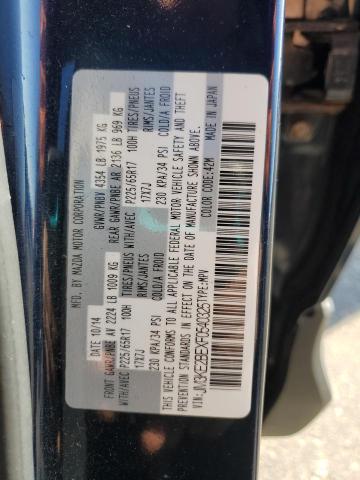 MFD. BY MAZDA MOTOR CORPORATION
10/14 GVWR/PNBV 4354 LB 1975 KG
FRONT GAWR/PNBE AV 2224 LB 1009 KG REAR GAWR/PNBE AR 2136 LB 969 KG
WITH/AVEC P225/65R17 100H TIRES/PNEUS WITH/AVEC P225/65R17 100H TIRES/PNEUS
17X7J RIMS/JANTES 17X7J RIMS/JANTES
230 KPA/34 PSI COLD/A FROID 230 KPA/34 PSI COLD/A FROID
THIS VEHICLE CONFORMS TO ALL APPLICABLE FEDERAL MOTOR VEHICLE SAFETY AND THEFT
PREVENTION STANDARDS IN EFFECT ON THE DATE OF MANUFACTURE SHOWN ABOVE.
VIN: TYPE:MPV COLOR CODE:42M MADE IN JAPAN